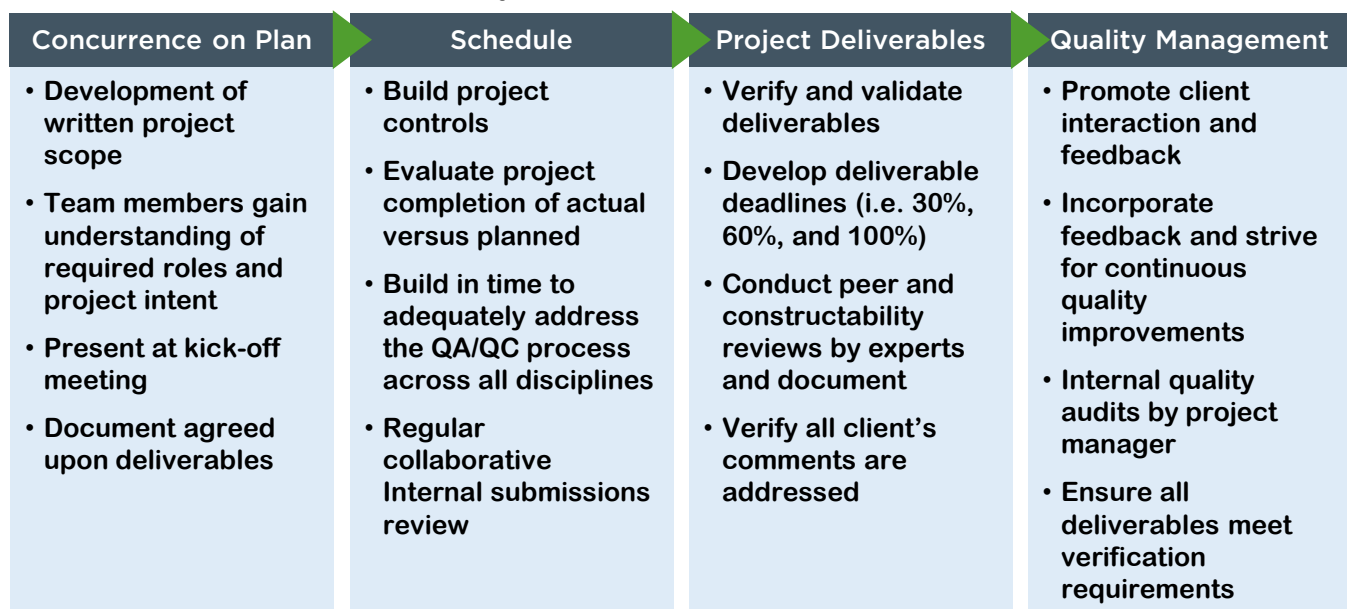 Concurrence on Plan
• Development of
written project
scope
• Team members gain
understanding of
required roles and
project intent
• Present at kick-off
meeting
• Document agreed
upon deliverables
Schedule
• Build project
controls
• Evaluate project
completion of actual
versus planned
• Build in time to
adequately address
the QA/QC process
across all disciplines
• Regular
collaborative
Internal submissions
review
Project Deliverables
• Verify and validate
deliverables
• Develop deliverable
deadlines (i.e. 30%,
60%, and 100%)
• Conduct peer and
constructability
reviews by experts
and document
• Verify all client’s
comments are
addressed
Quality Management
• Promote client
interaction and
feedback
• Incorporate
feedback and strive
for continuous
quality
improvements
• Internal quality
audits by project
manager
• Ensure all
deliverables meet
verification
requirements